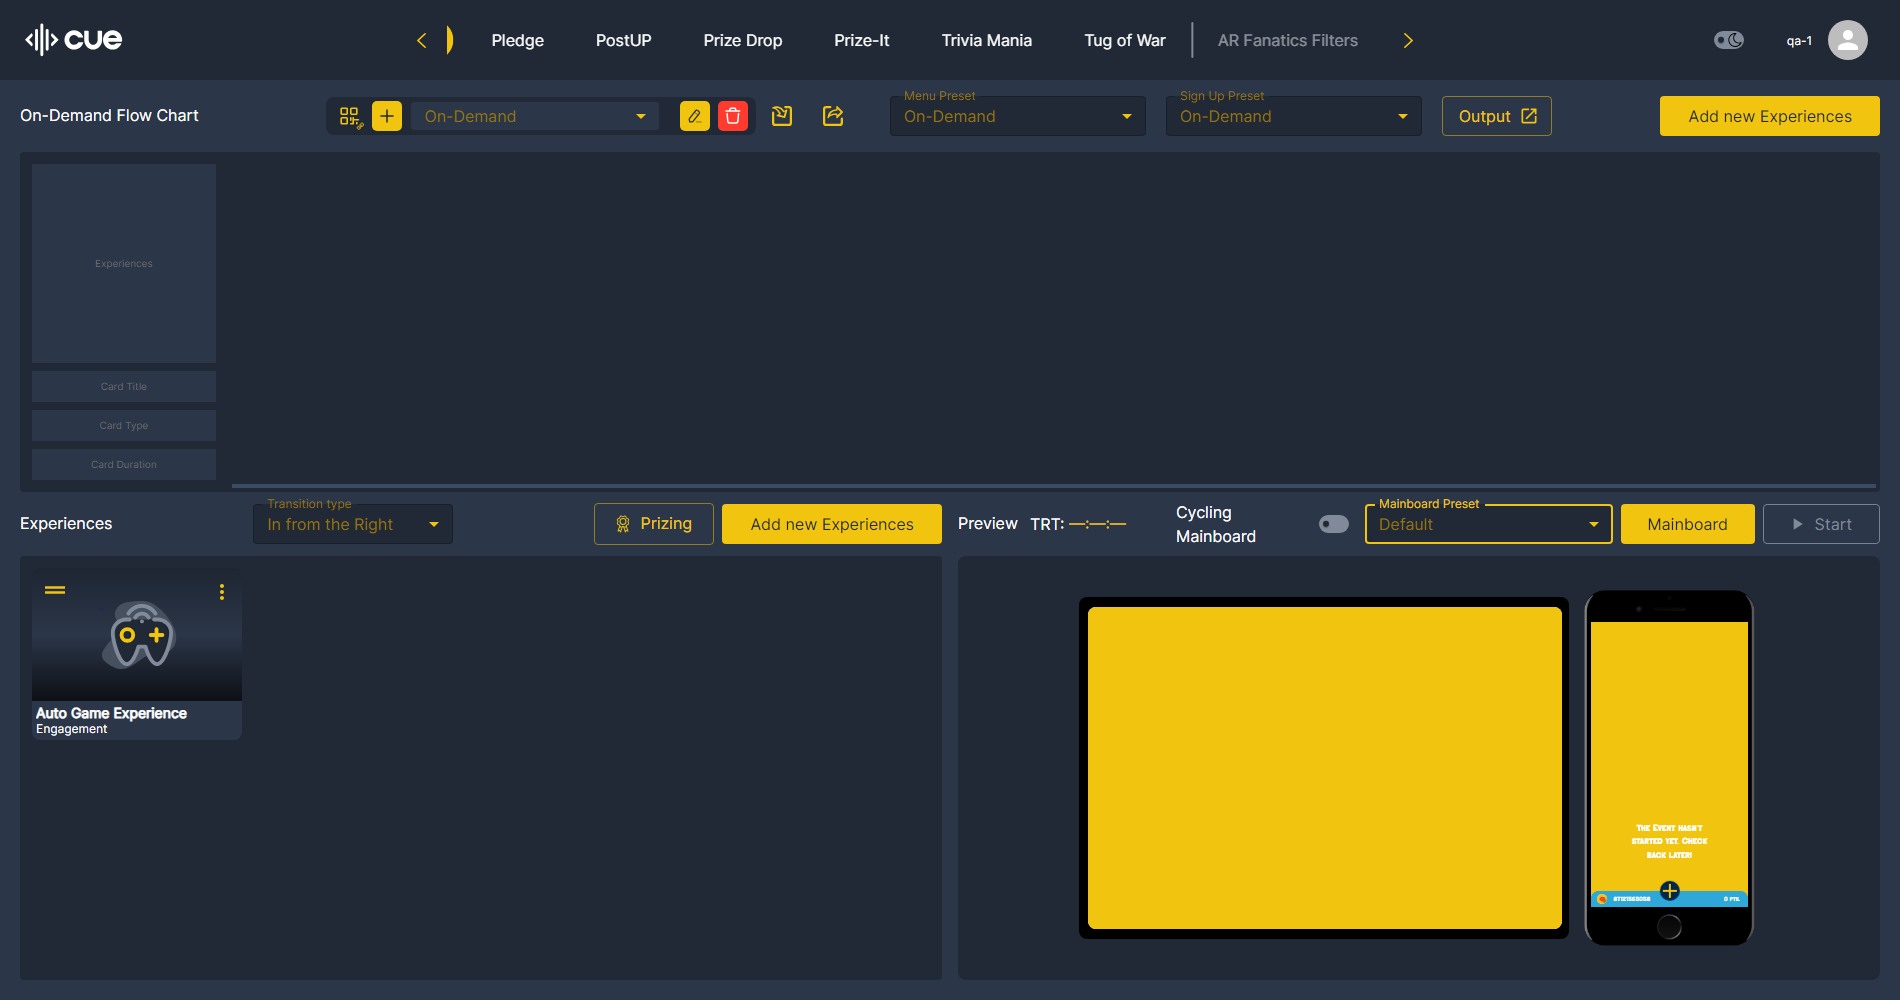 cue
Pledge
PostUP
Prize Drop
Prize-It
Trivia Mania
Tug of War
AR Fanatics Filters
qa-1
On-Demand Flow Chart
On-Demand
Menu Preset
On-Demand
Sign Up Preset
On-Demand
Output
Add new Experiences
Experiences
Card Title
Card Type
Card Duration
Experiences
Transition type
In from the Right
Prizing
Add new Experiences
Preview
TRT: —:—:—
Cycling
Mainboard
Mainboard Preset
Default
Mainboard
Start
Auto Game Experience
Engagement
The Event hasn't
started yet. Check
back later!
0 pts.